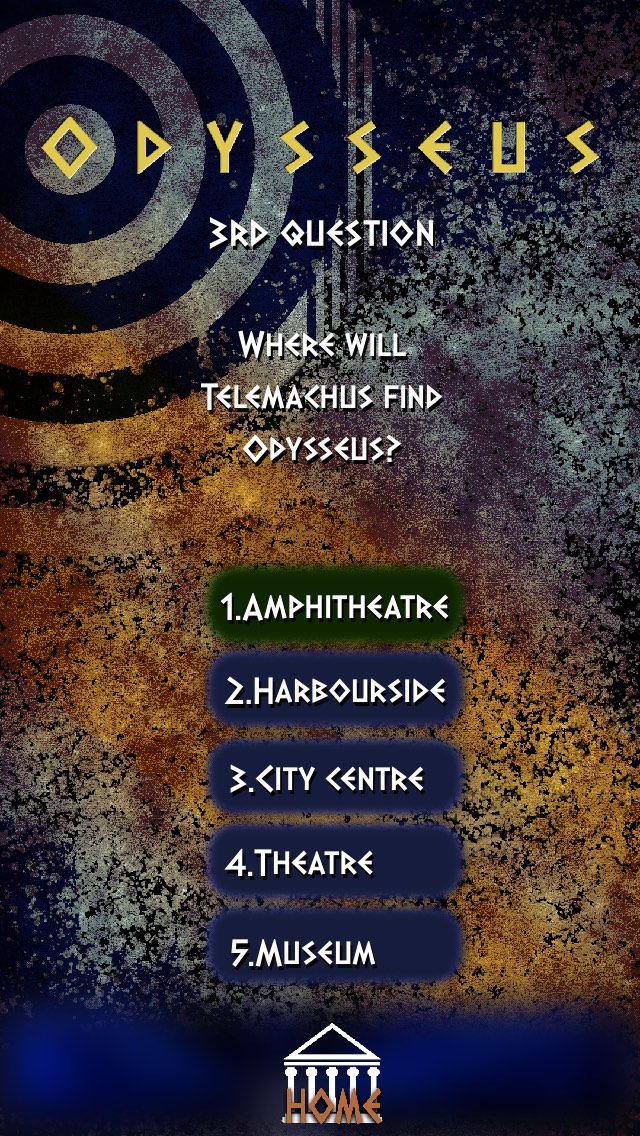 ODYSSEUS
3RD QUESTION
WHERE WILL
TELEMACHUS FIND
ODYSSEUS?
1.AMPHITHEATRE
2.HARBOURSIDE
3.CITY CENTRE
4.THEATRE
5.MUSEUM
HOME